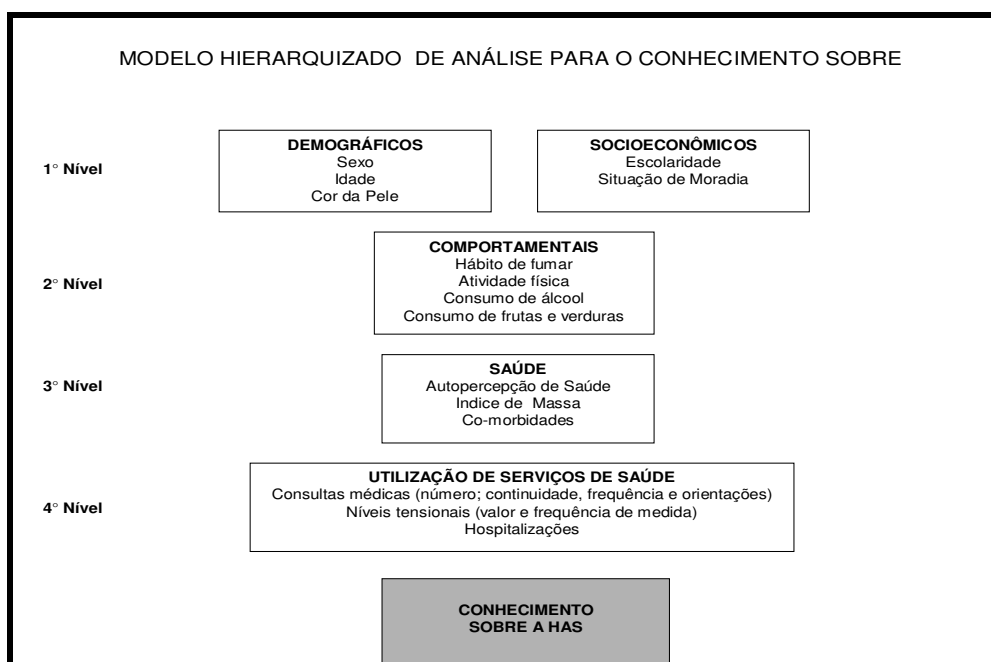 MODELO HIERARQUIZADO DE ANÁLISE PARA O CONHECIMENTO SOBRE
1° Nível
DEMOGRÁFICOS
Sexo
Idade
Cor da Pele
SOCIOECONÔMICOS
Escolaridade
Situação de Moradia
2° Nível
COMPORTAMENTAIS
Hábito de fumar
Atividade física
Consumo de álcool
Consumo de frutas e verduras
3° Nível
SAÚDE
Autopercepção de Saúde
Indice de Massa
Co-morbidades
4° Nível
UTILIZAÇÃO DE SERVIÇOS DE SAÚDE
Consultas médicas (número; continuidade, frequência e orientações)
Níveis tensionais (valor e frequência de medida)
Hospitalizações
CONHECIMENTO
SOBRE A HAS